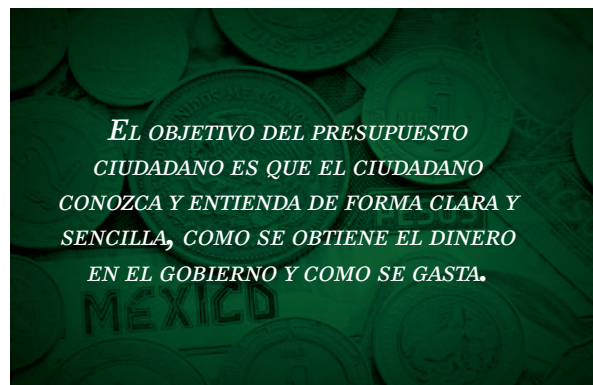 EL OBJETIVO DEL PRESUPUESTO
CIUDADANO ES QUE EL CIUDADANO
CONOZCA Y ENTIENDA DE FORMA CLARA Y
SENCILLA, COMO SE OBTIENE EL DINERO
EN EL GOBIERNO Y COMO SE GASTA.
MEXICO